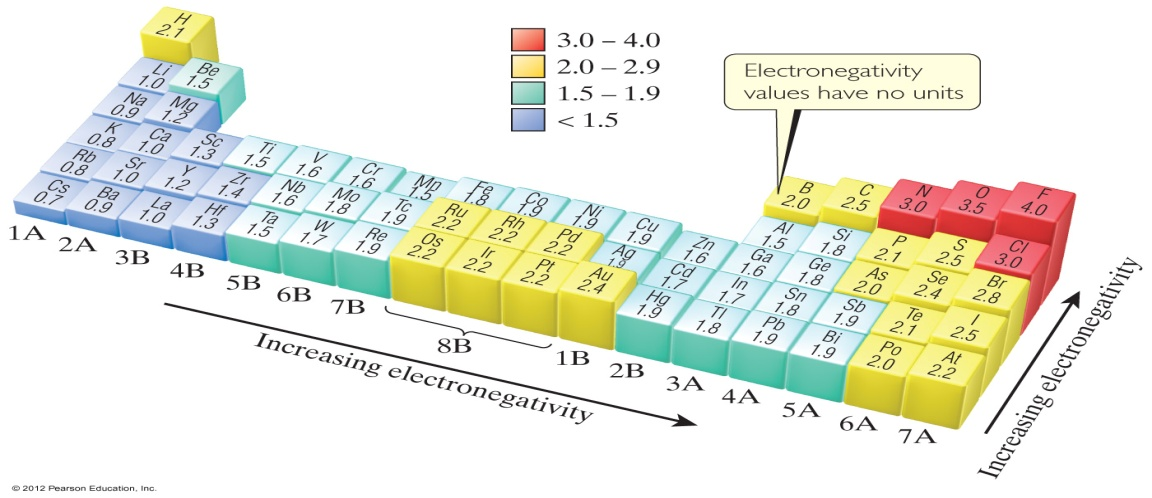 H
2.1
3.0 – 4.0
2.0 – 2.9
1.5 – 1.9
< 1.5
Electronegativity
values have no units
Li
1.0
Be
1.5
Na
0.9
Mg
1.2
K
0.8
Ca
1.0
Sc
1.3
Ti
1.5
V
1.6
Cr
1.6
Mn
1.5
Fe
1.8
Co
1.9
Ni
1.9
Cu
1.9
Zn
1.6
Ga
1.6
Ge
1.8
As
2.0
Se
2.4
Br
2.8
B
2.0
C
2.5
N
3.0
O
3.5
F
4.0
Al
1.5
Si
1.8
P
2.1
S
2.5
Cl
3.0
Rb
0.8
Sr
1.0
Y
1.2
Zr
1.4
Nb
1.6
Mo
1.8
Tc
1.9
Ru
2.2
Rh
2.2
Pd
2.2
Ag
1.9
Cd
1.7
In
1.7
Sn
1.8
Sb
1.9
Te
2.1
I
2.5
Cs
0.7
Ba
0.9
La
1.0
Hf
1.3
Ta
1.5
W
1.7
Re
1.9
Os
2.2
Ir
2.2
Pt
2.2
Au
2.4
Hg
1.9
Tl
1.8
Pb
1.9
Bi
1.9
Po
2.0
At
2.2
1A
2A
3B
4B
5B
6B
7B
8B
1B
2B
3A
4A
5A
6A
7A
Increasing electronegativity
Increasing electronegativity
© 2012 Pearson Education, Inc.